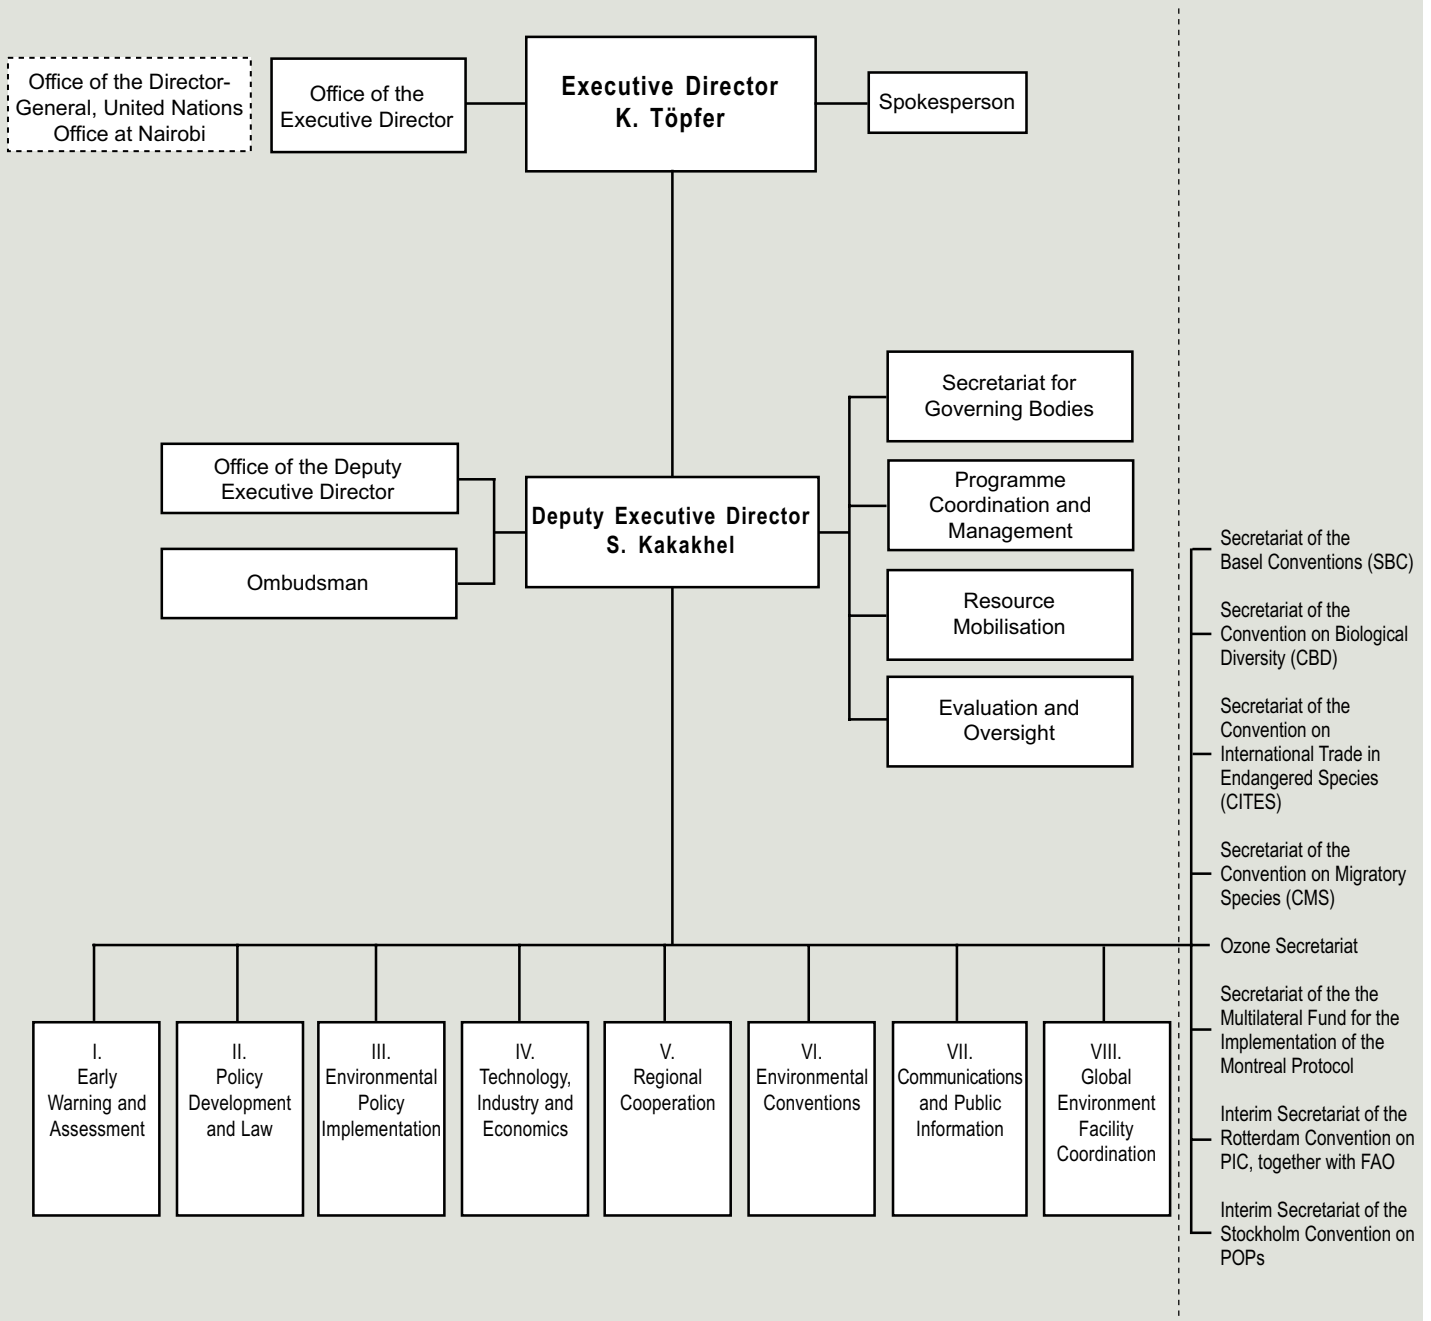 Office of the Director-
General, United Nations
Office at Nairobi
Office of the
Executive Director
Executive Director
K. Töpfer
Spokesperson
Secretariat for
Governing Bodies
Office of the Deputy
Executive Director
Programme
Coordination and
Management
Deputy Executive Director
S. Kakakhel
Ombudsman
Resource
Mobilisation
Evaluation and
Oversight
I.
Early
Warning and
Assessment
II.
Policy
Development
and Law
III.
Environmental
Policy
Implementation
IV.
Technology,
Industry and
Economics
V.
Regional
Cooperation
VI.
Environmental
Conventions
VII.
Communications
and Public
Information
VIII.
Global
Environment
Facility
Coordination
Secretariat of the
Basel Conventions (SBC)
Secretariat of the
Convention on Biological
Diversity (CBD)
Secretariat of the
Convention on
International Trade in
Endangered Species
(CITES)
Secretariat of the
Convention on Migratory
Species (CMS)
Ozone Secretariat
Secretariat of the the
Multilateral Fund for the
Implementation of the
Montreal Protocol
Interim Secretariat of the
Rotterdam Convention on
PIC, together with FAO
Interim Secretariat of the
Stockholm Convention on
POPs